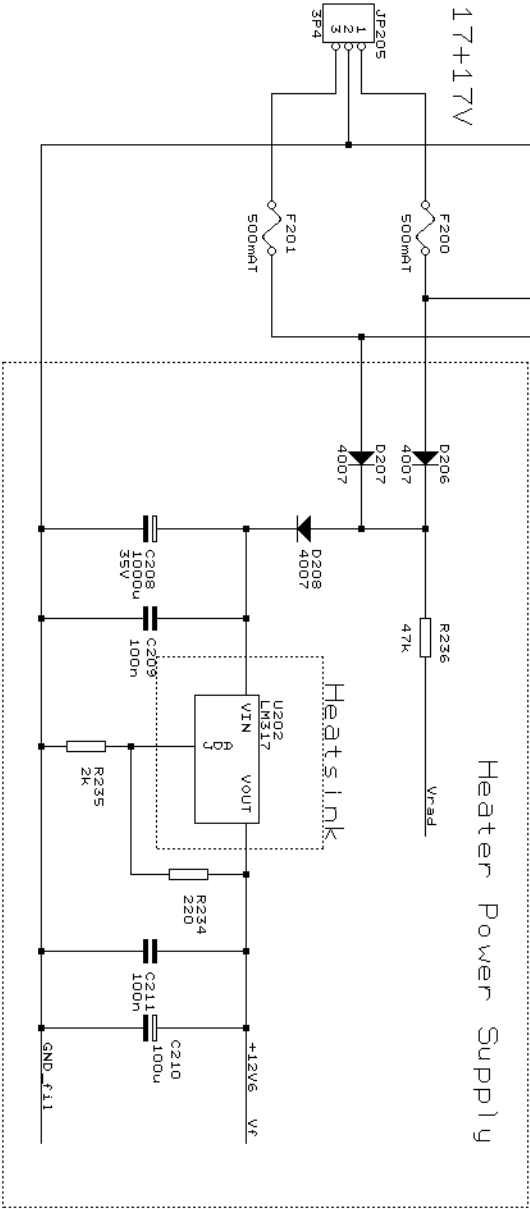 17+17V
JP205
1
2
3
3P4
F200
500mAT
F201
500mAT
D206
4007
D207
4007
D208
4007
R236
47k
Vrad
Heater Power Supply
C208
1000u
35V
C209
100n
Heatsink
U202
LM317
VIN
ADJ
VOUT
R235
2k
R234
220
C211
100n
C210
100u
+12V6
Vf
GND_fil